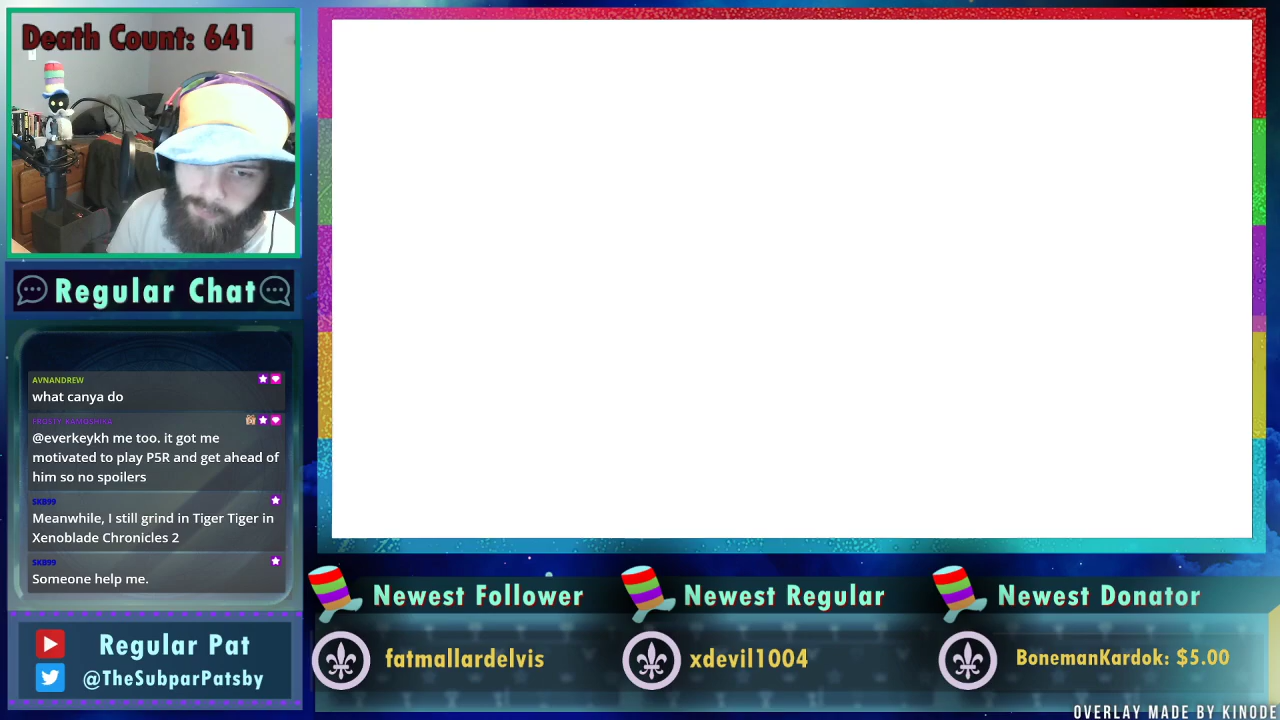 Death Count: 641
Regular Chat
AVNANDREW
what canya do
FROSTY_KAMOSHIKA
@everkeykh me too. it got me
motivated to play P5R and get ahead of
him so no spoilers
SKB99
Meanwhile, I still grind in Tiger Tiger in
Xenoblade Chronicles 2
SKB99
Someone help me.
Regular Pat
@TheSubparPatsby
Newest Follower
fatmallardelvis
Newest Regular
xdevil1004
Newest Donator
BonemanKardok: $5.00
OVERLAY MADE BY KINODE